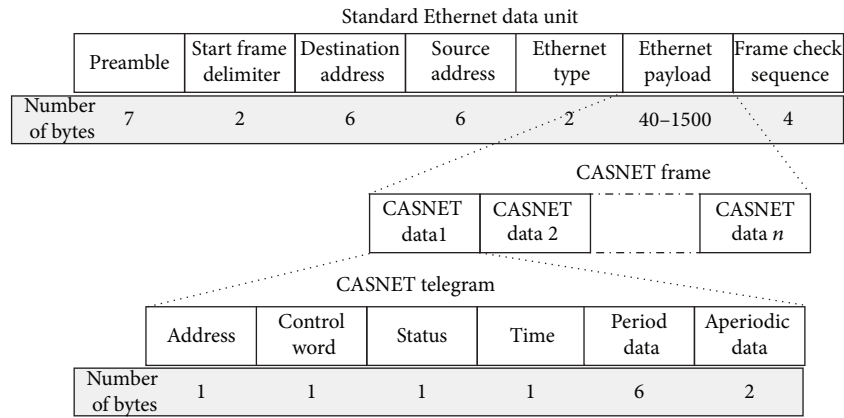 Standard Ethernet data unit
Preamble
Start frame
delimiter
Destination
address
Source
address
Ethernet
type
Ethernet
payload
Frame check
sequence
Number
of bytes
7
2
6
6
2
40–1500
4
CASNET frame
CASNET
data1
CASNET
data 2
CASNET
data n
CASNET telegram
Address
Control
word
Status
Time
Period
data
Aperiodic
data
Number
of bytes
1
1
1
1
6
2